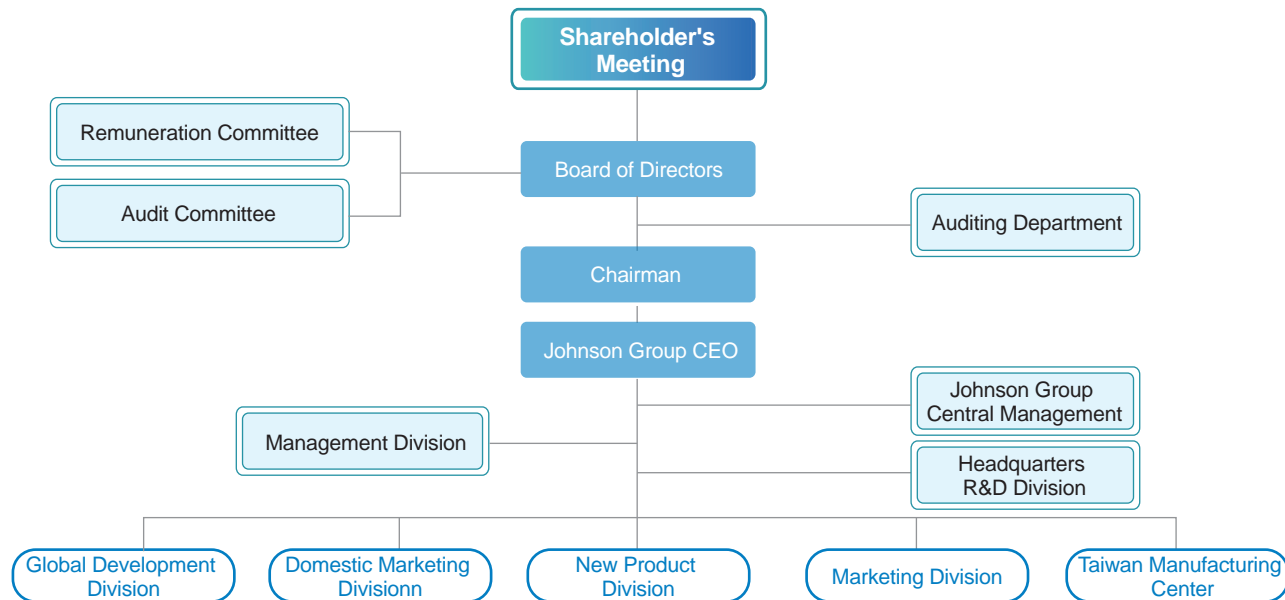 Shareholder's
Meeting
Remuneration Committee
Board of Directors
Audit Committee
Auditing Department
Chairman
Johnson Group CEO
Johnson Group
Central Management
Management Division
Headquarters
R&D Division
Global Development
Division
Domestic Marketing
Divisionn
New Product
Division
Marketing Division
Taiwan Manufacturing
Center